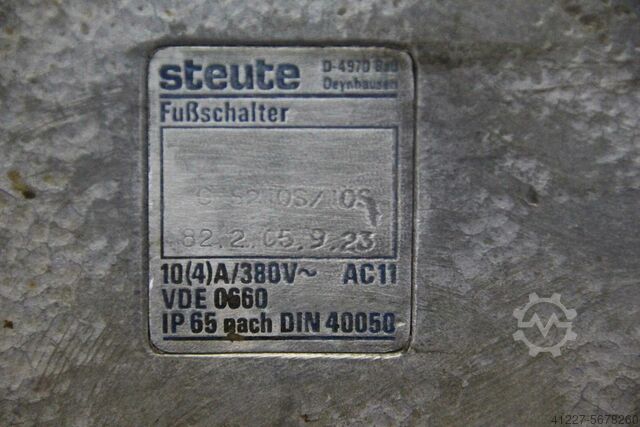 steute D-4970 Bad
Oeynhausen
Fußschalter
82.2.05.9.23
10(4)A/380V~ AC11
VDE 0660
IP 65 nach DIN 40050
41227-5678260